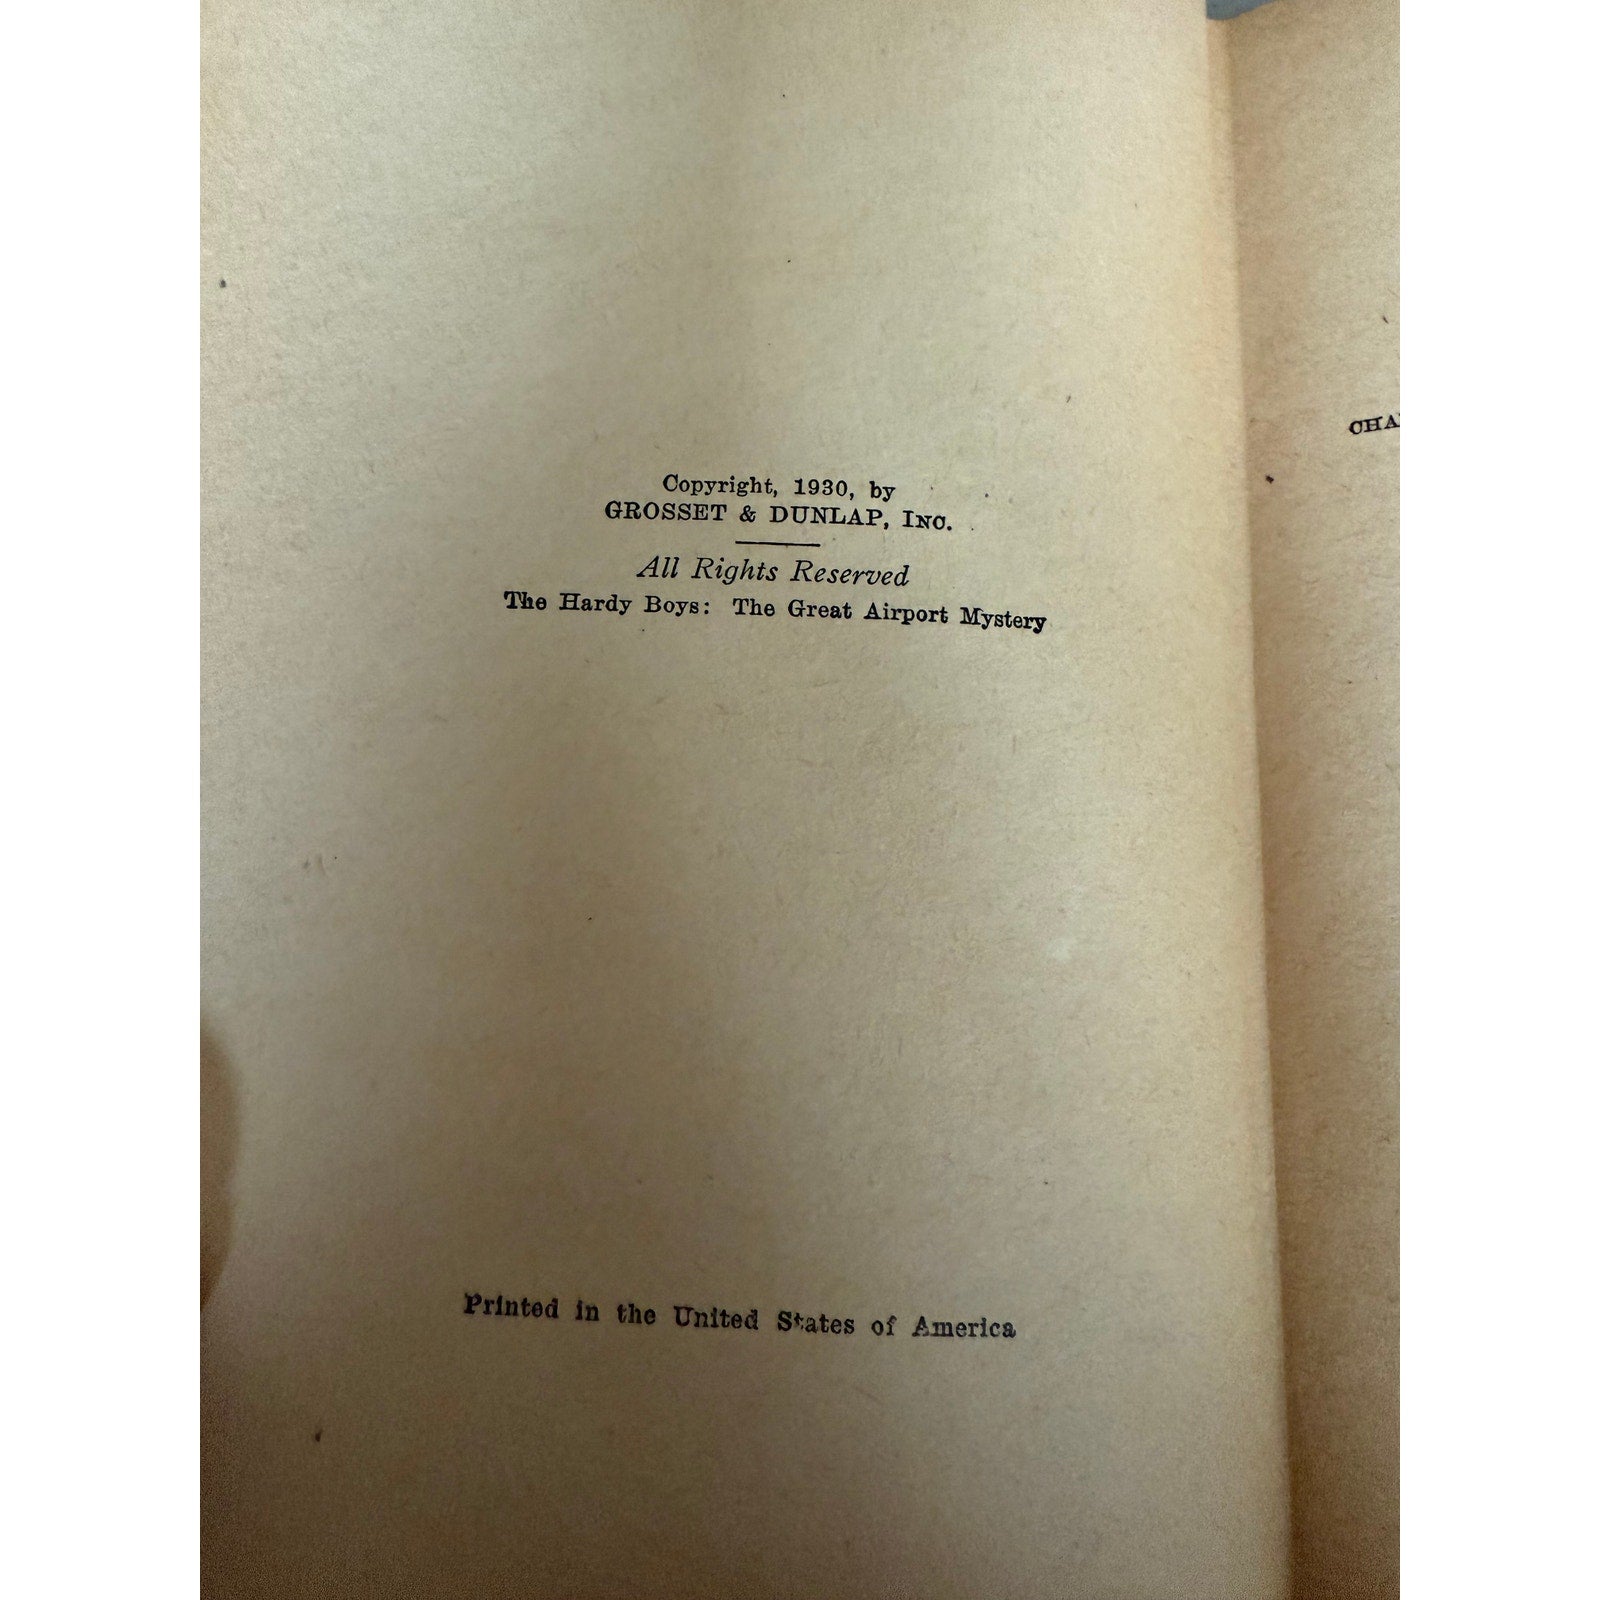 Copyright, 1930, by
GROSSET & DUNLAP, INC.
All Rights Reserved
The Hardy Boys: The Great Airport Mystery
Printed in the United States of America